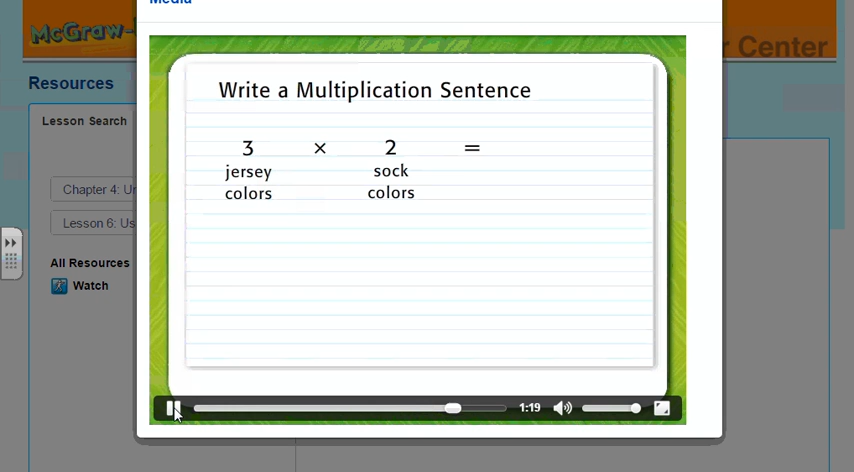 Media
McGraw-
r Center
Resources
Lesson Search
Chapter 4: Un
Lesson 6: Us
All Resources
Watch
Write a Multiplication Sentence
3 × 2 =
jersey sock
colors colors
1:19